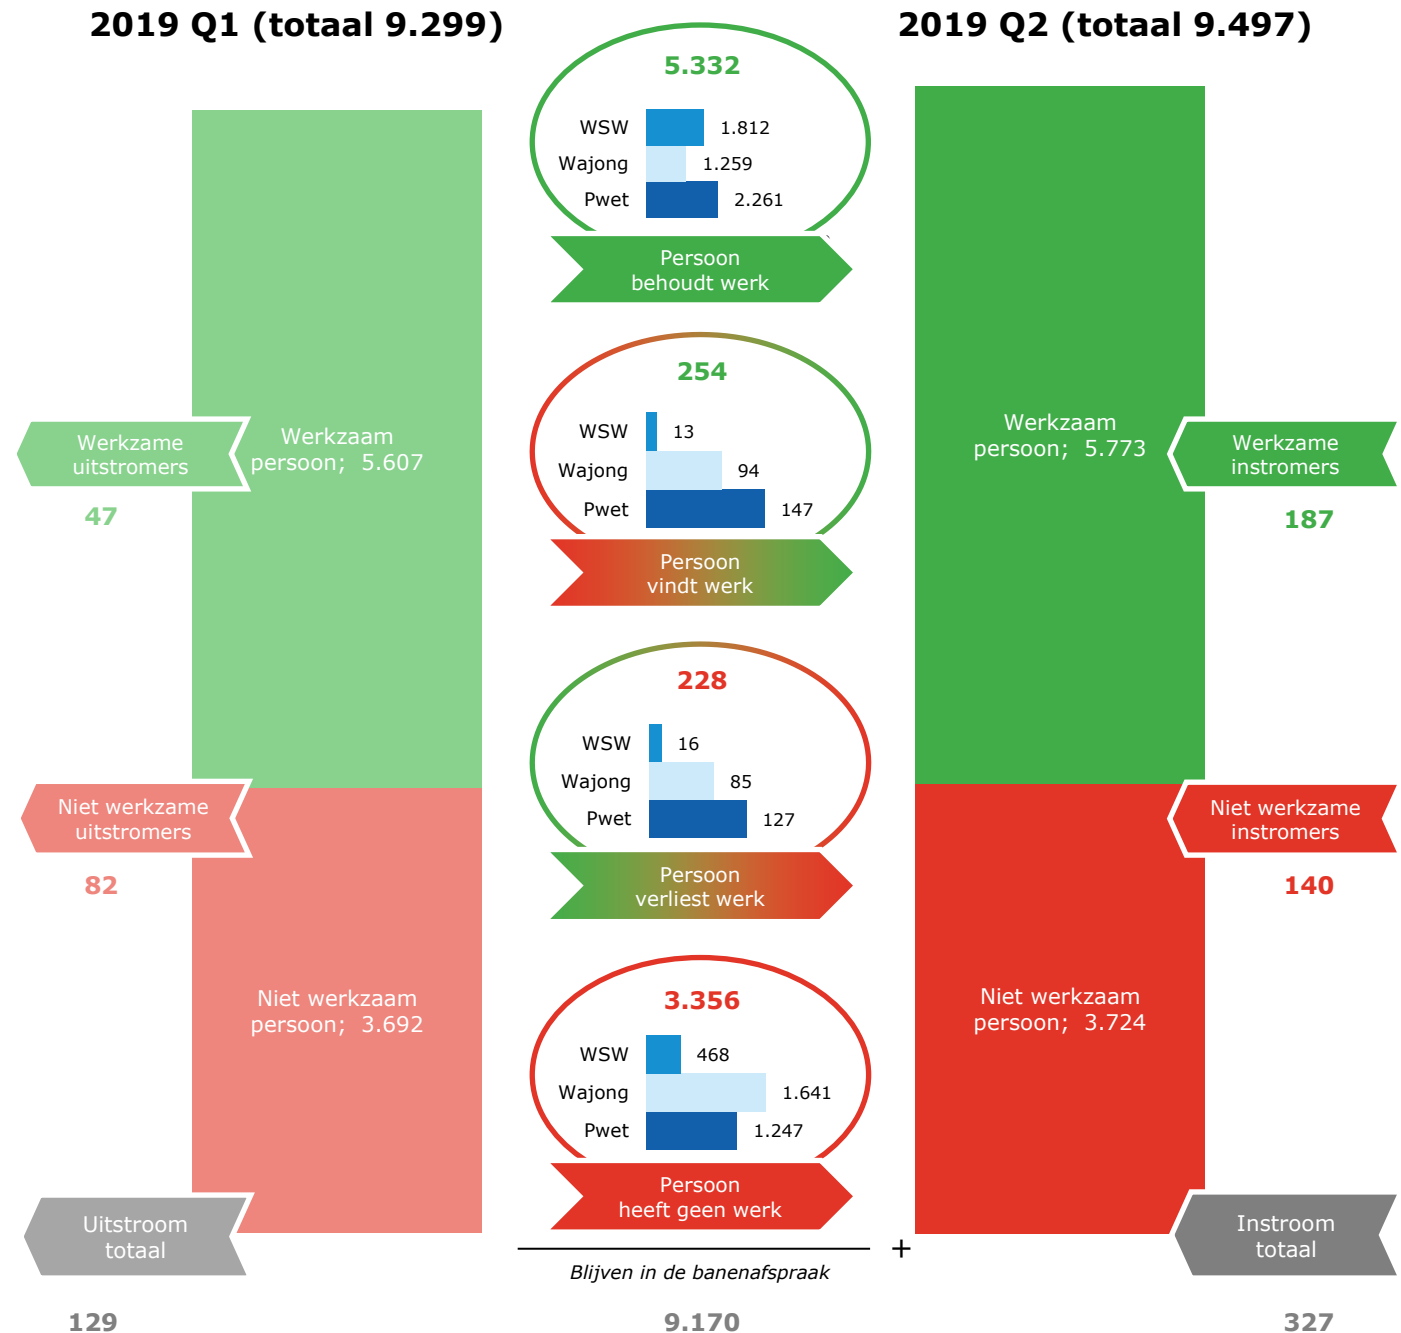 2019 Q1 (totaal 9.299)
2019 Q2 (totaal 9.497)
5.332
WSW 1.812
Wajong 1.259
Pwet 2.261
Persoon
behoudt werk
254
WSW 13
Wajong 94
Pwet 147
Persoon
vindt werk
228
WSW 16
Wajong 85
Pwet 127
Persoon
verliest werk
3.356
WSW 468
Wajong 1.641
Pwet 1.247
Persoon
heeft geen werk
Werkzame
uitstromers
47
Werkzaam
persoon; 5.607
Niet werkzame
uitstromers
82
Niet werkzaam
persoon; 3.692
Uitstroom
totaal
129
Werkzaam
persoon; 5.773
Werkzame
instromers
187
Niet werkzame
instromers
140
Niet werkzaam
persoon; 3.724
Instroom
totaal
327
+
Blijven in de banenafspraak
9.170